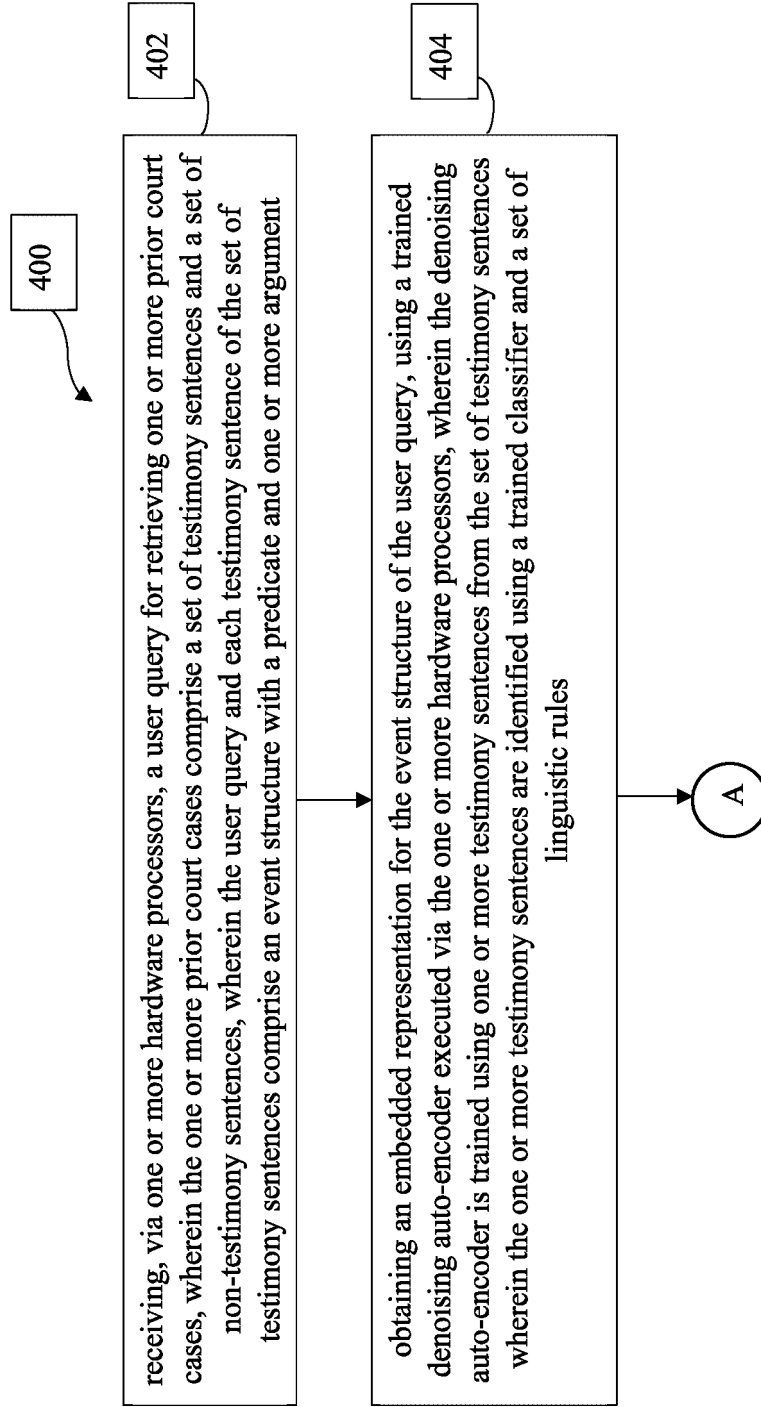 400
402
receiving, via one or more hardware processors, a user query for retrieving one or more prior court
cases, wherein the one or more prior court cases comprise a set of testimony sentences and a set of
non-testimony sentences, wherein the user query and each testimony sentence of the set of
testimony sentences comprise an event structure with a predicate and one or more argument
404
obtaining an embedded representation for the event structure of the user query, using a trained
denoising auto-encoder executed via the one or more hardware processors, wherein the denoising
auto-encoder is trained using one or more testimony sentences from the set of testimony sentences
wherein the one or more testimony sentences are identified using a trained classifier and a set of
linguistic rules
A